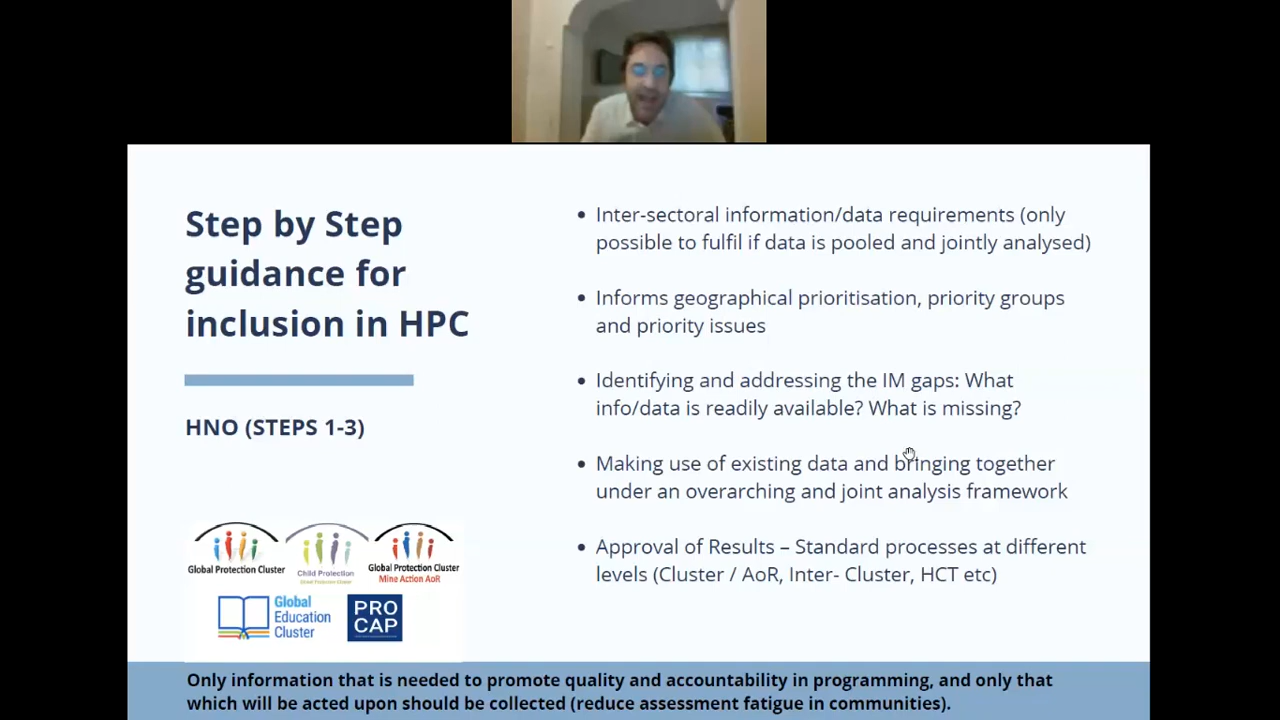 Step by Step
guidance for
inclusion in HPC
HNO (STEPS 1-3)
• Inter-sectoral information/data requirements (only
possible to fulfil if data is pooled and jointly analysed)
• Informs geographical prioritisation, priority groups
and priority issues
• Identifying and addressing the IM gaps: What
info/data is readily available? What is missing?
• Making use of existing data and bringing together
under an overarching and joint analysis framework
• Approval of Results – Standard processes at different
levels (Cluster / AoR, Inter- Cluster, HCT etc)
Global Protection Cluster
Child Protection
Global Protection Cluster
Global Protection Cluster
Mine Action AoR
Global
Education
Cluster
PRO
CAP
Only information that is needed to promote quality and accountability in programming, and only that
which will be acted upon should be collected (reduce assessment fatigue in communities).